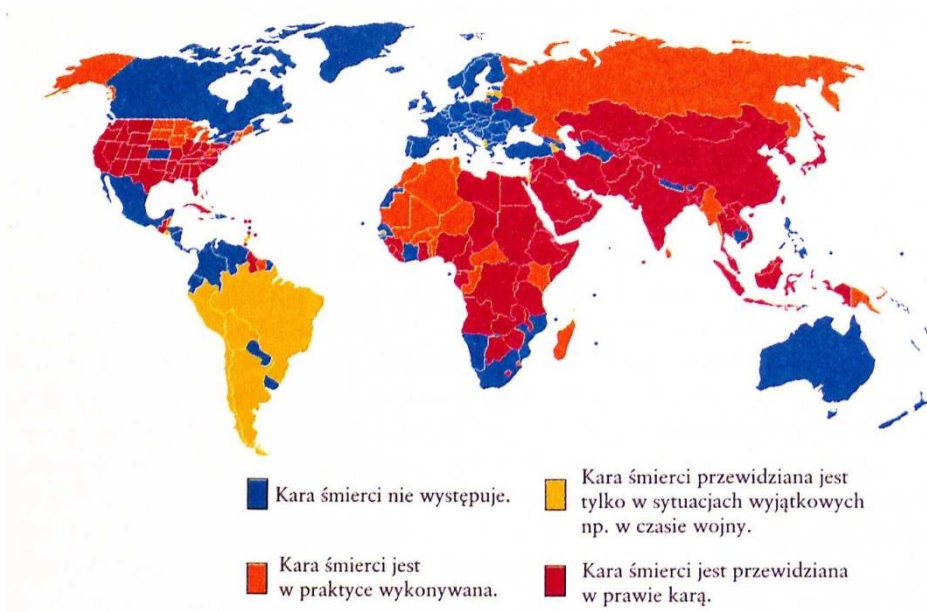 Kara śmierci nie występuje.
Kara śmierci jest
w praktyce wykonywana.
Kara śmierci przewidziana jest
tylko w sytuacjach wyjątkowych
np. w czasie wojny.
Kara śmierci jest przewidziana
w prawie karą.